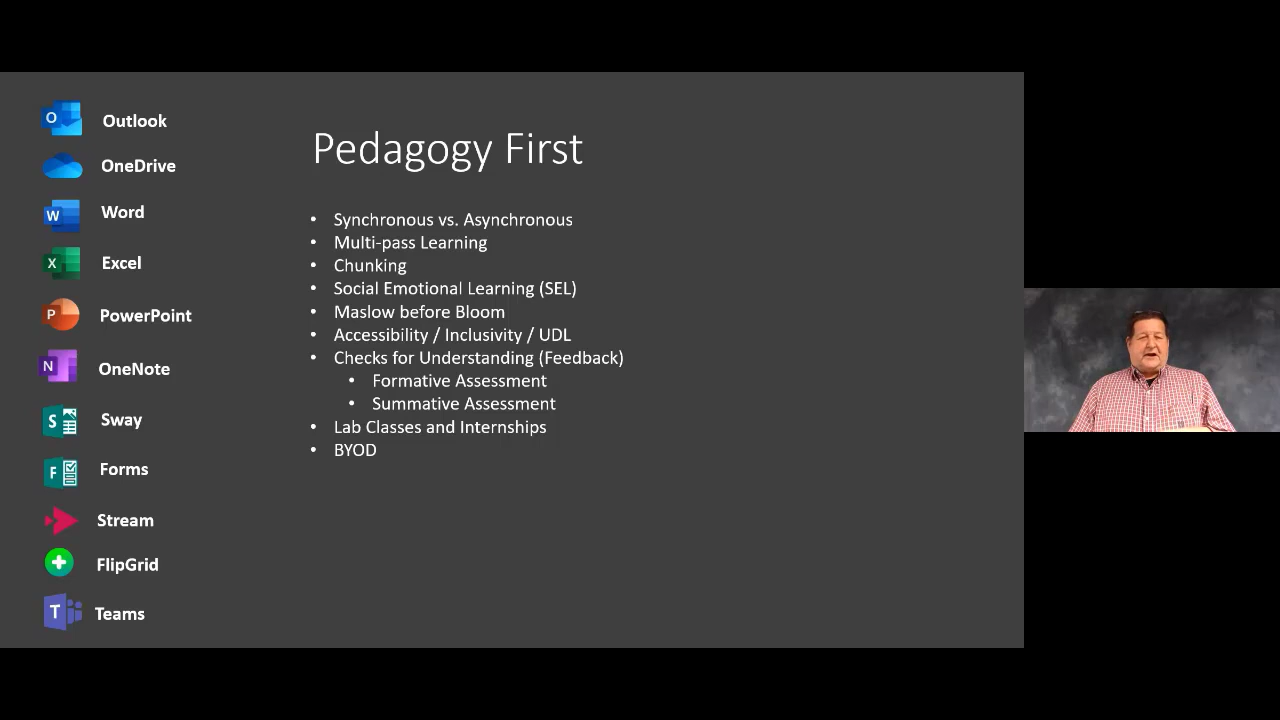 Outlook
OneDrive
Word
Excel
PowerPoint
OneNote
Sway
Forms
Stream
FlipGrid
Teams
Pedagogy First
• Synchronous vs. Asynchronous
• Multi-pass Learning
• Chunking
• Social Emotional Learning (SEL)
• Maslow before Bloom
• Accessibility / Inclusivity / UDL
• Checks for Understanding (Feedback)
• Formative Assessment
• Summative Assessment
• Lab Classes and Internships
• BYOD